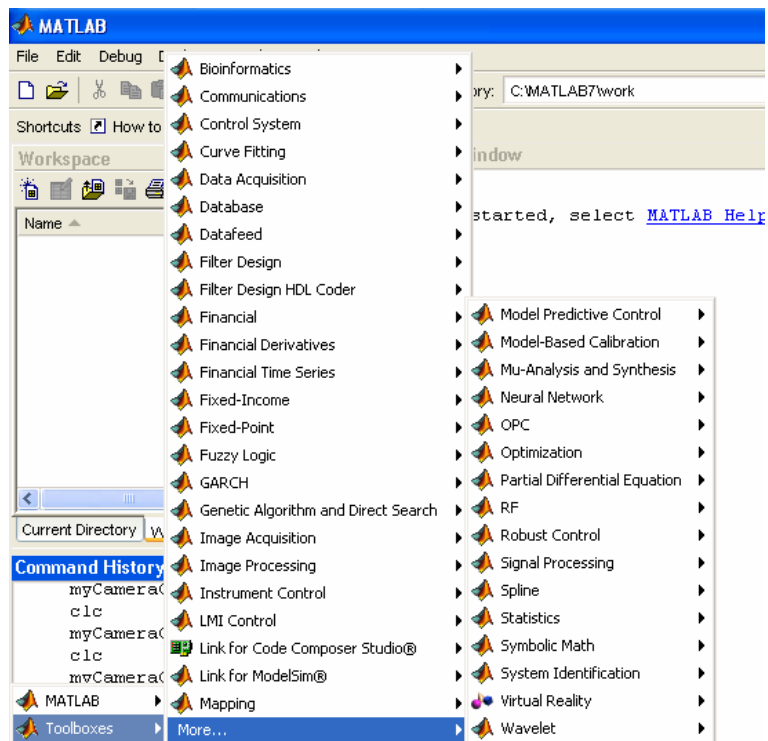 MATLAB
File Edit Debug
Shortcuts How to
Workspace
Name
Current Directory
Command History
clc
clc
MATLAB
Toolboxes
Bioinformatics
Communications
Control System
Curve Fitting
Data Acquisition
Database
Datafeed
Filter Design
Filter Design HDL Coder
Financial
Financial Derivatives
Financial Time Series
Fixed-Income
Fixed-Point
Fuzzy Logic
GARCH
Genetic Algorithm and Direct Search
Image Acquisition
Image Processing
Instrument Control
LMI Control
Link for Code Composer Studio®
Link for ModelSim®
Mapping
More...
C:\MATLAB7\work
started, select MATLAB Help
Model Predictive Control
Model-Based Calibration
Mu-Analysis and Synthesis
Neural Network
OPC
Optimization
Partial Differential Equation
RF
Robust Control
Signal Processing
Spline
Statistics
Symbolic Math
System Identification
Virtual Reality
Wavelet